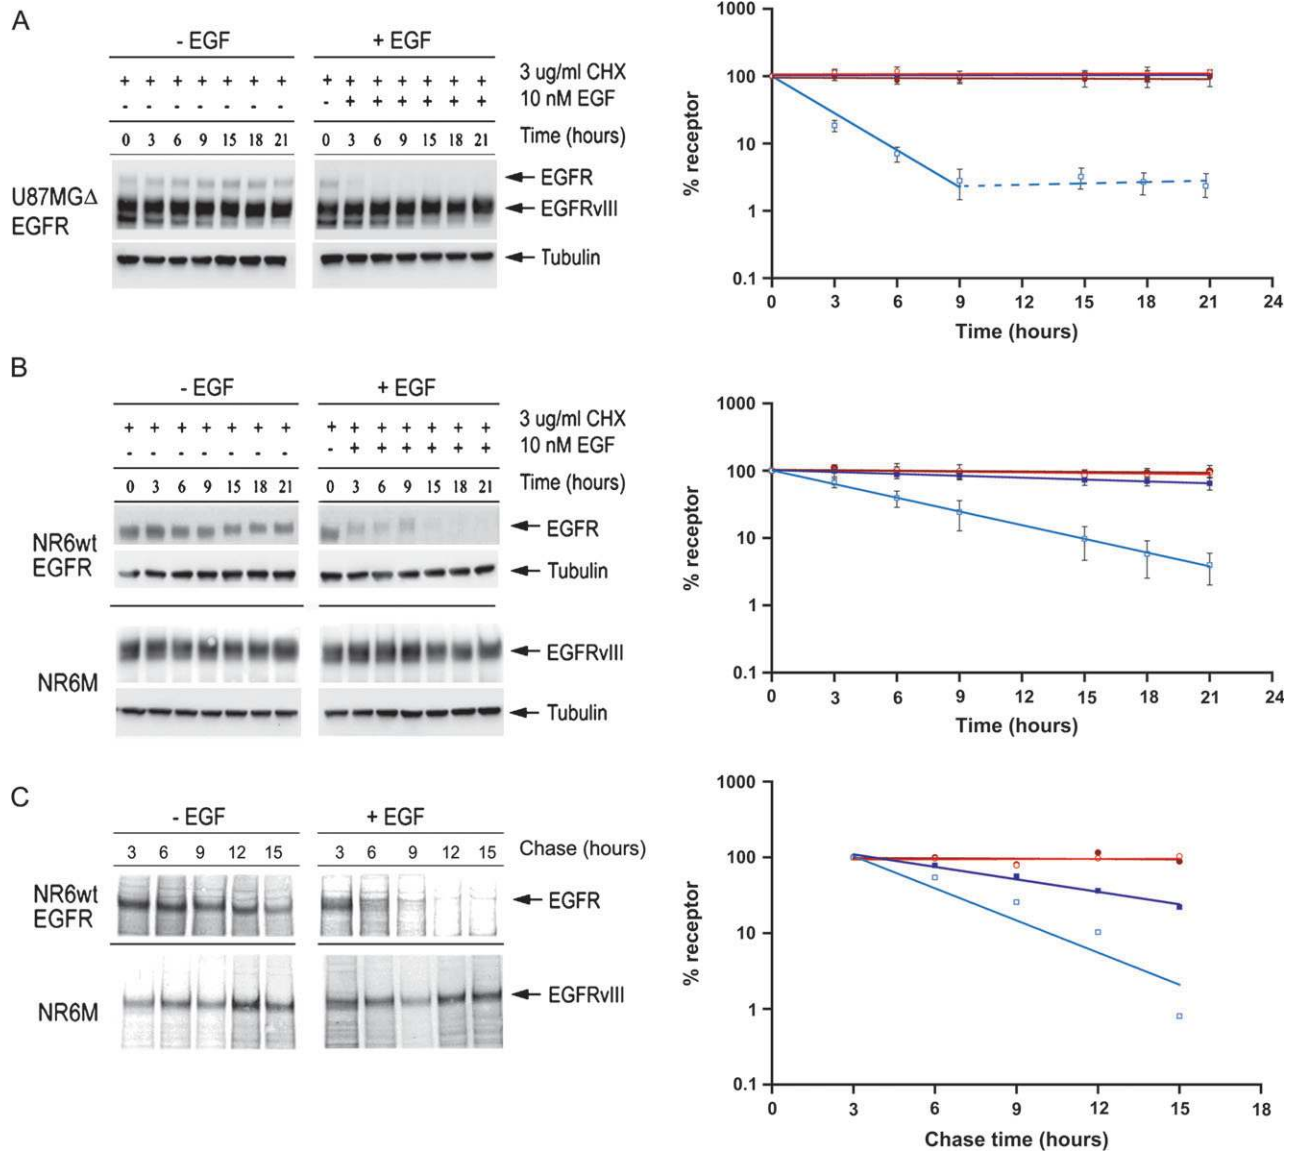 A
- EGF
+ EGF
+ + + + + + +
+ + + + + + +
3 ug/ml CHX
- - - - - - -
- + + + + + +
10 nM EGF
0 3 6 9 15 18 21
0 3 6 9 15 18 21
Time (hours)
U87MGΔ
EGFR
EGFR
EGFRvIII
Tubulin
% receptor
1000
100
10
1
0.1
0 3 6 9 12 15 18 21 24
Time (hours)
B
- EGF
+ EGF
+ + + + + + +
+ + + + + + +
3 ug/ml CHX
- - - - - - -
- + + + + + +
10 nM EGF
0 3 6 9 15 18 21
0 3 6 9 15 18 21
Time (hours)
NR6wt
EGFR
EGFR
Tubulin
NR6M
EGFRvIII
Tubulin
% receptor
1000
100
10
1
0.1
0 3 6 9 12 15 18 21 24
Time (hours)
C
- EGF
+ EGF
3 6 9 12 15
3 6 9 12 15
Chase (hours)
NR6wt
EGFR
EGFR
NR6M
EGFRvIII
% receptor
1000
100
10
1
0.1
0 3 6 9 12 15 18
Chase time (hours)